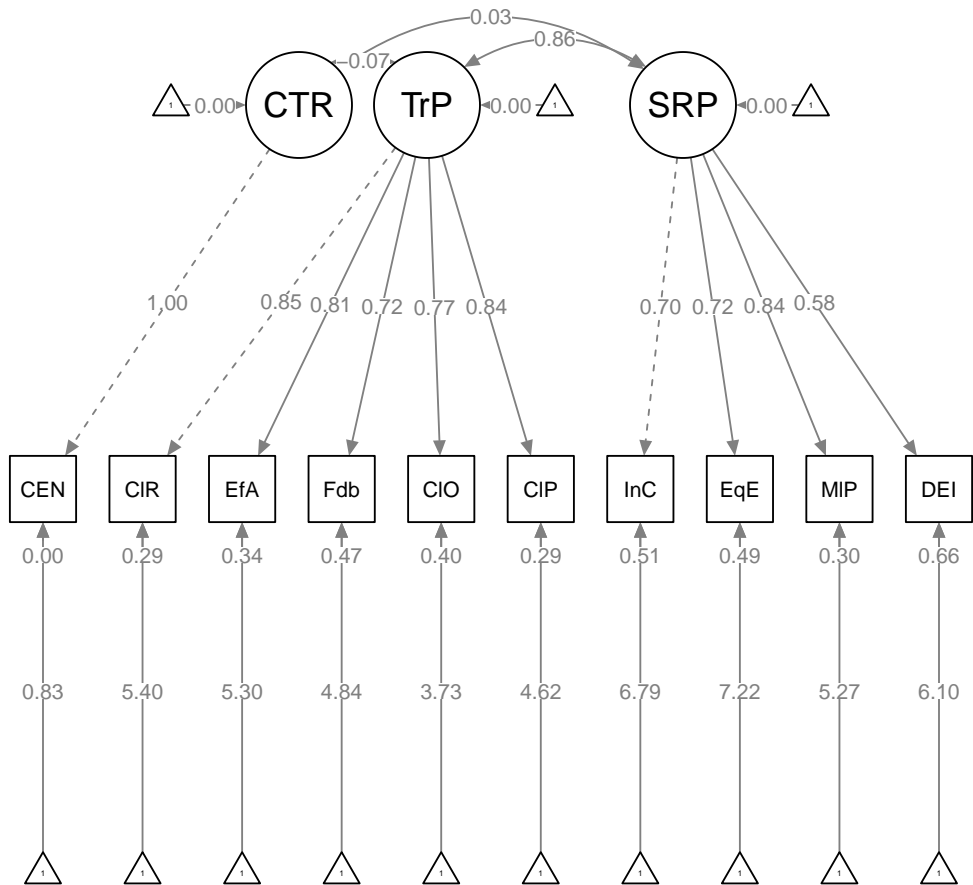 0.03
0.86
−0.07
1 0.00 CTR TrP 0.00 1 SRP 0.00 1
1.00 0.85 0.81 0.72 0.77 0.84 0.70 0.72 0.84 0.58
CEN ClR EfA Fdb ClO ClP InC EqE MlP DEI
0.00 0.29 0.34 0.47 0.40 0.29 0.51 0.49 0.30 0.66
0.83 5.40 5.30 4.84 3.73 4.62 6.79 7.22 5.27 6.10
1 1 1 1 1 1 1 1 1 1